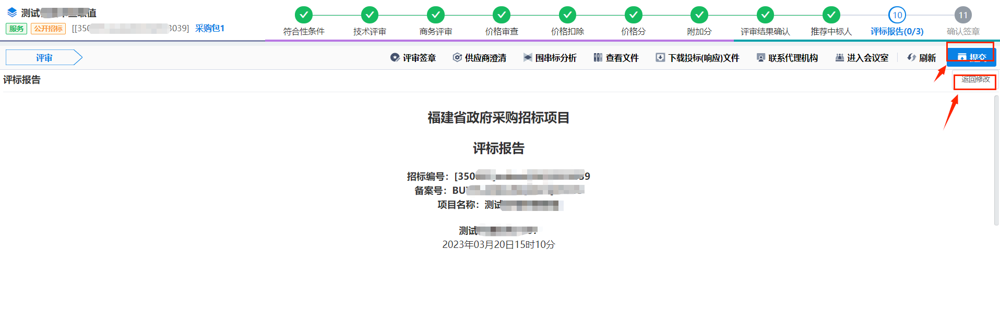 测试 值
服务 公开招标 [[350 3039] 采购包1
符合性条件 技术评审 商务评审 价格审查 价格扣除 价格分 附加分 评审结果确认 推荐中标人 10 评标报告(0/3) 11 确认签章
评审 评审签章 供应商澄清 围串标分析 查看文件 下载投标(响应)文件 联系代理机构 进入会议室 刷新 提交
评标报告 返回修改
福建省政府采购招标项目
评标报告
招标编号：[350 39
备案号：BU
项目名称：测试
测试
2023年03月20日15时10分